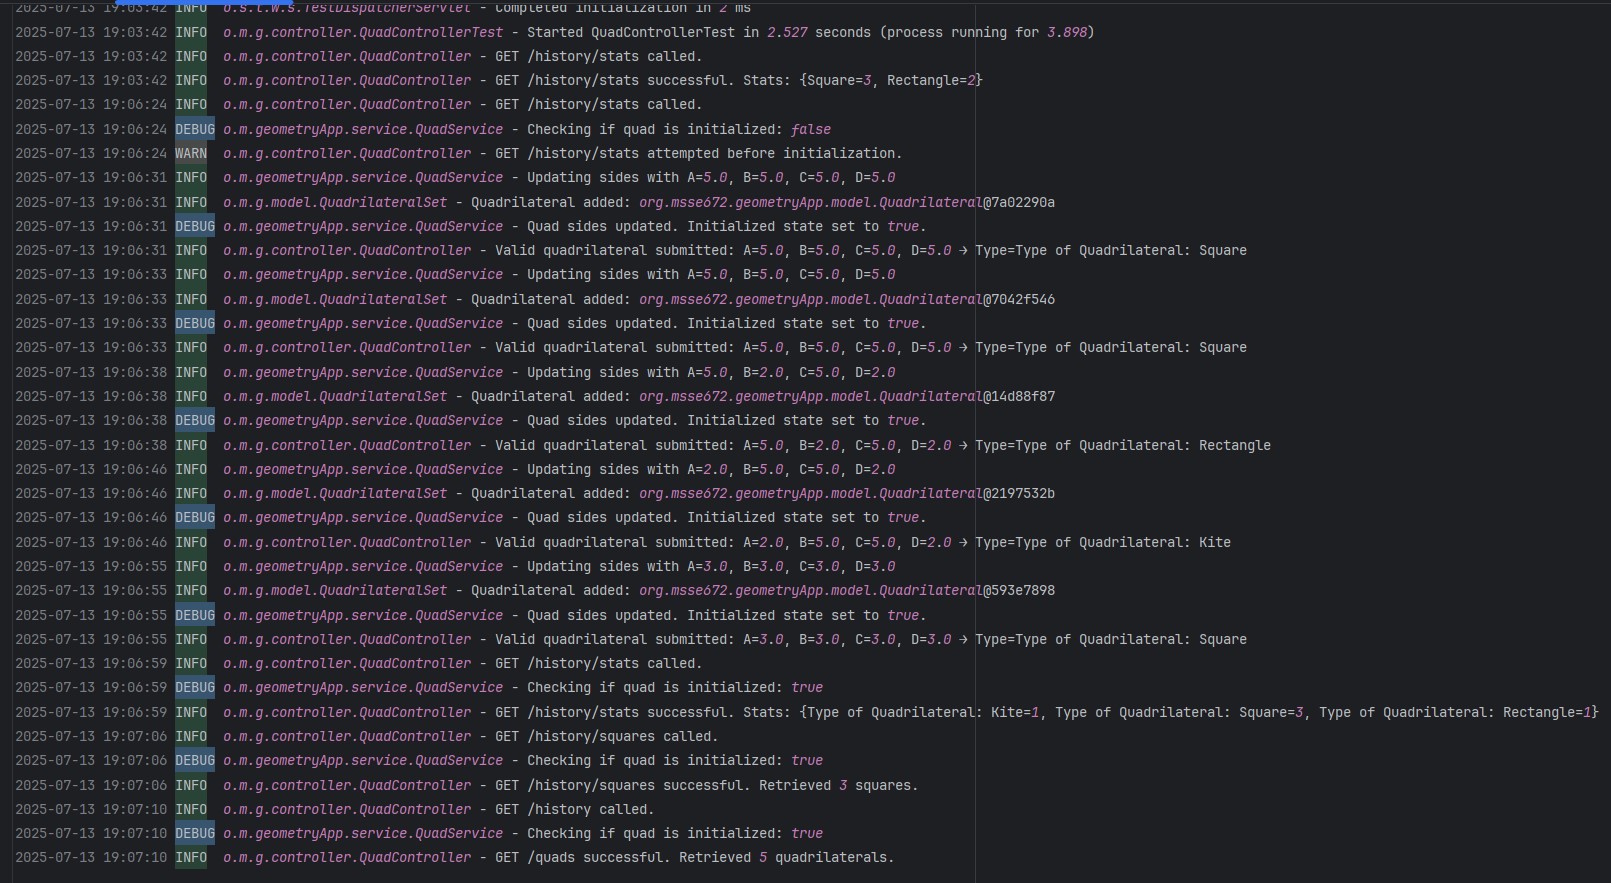 2025-07-13 19:03:42 INFO o.s.t.w.s.TestDispatcherServlet - Completed initialization in 2 ms
2025-07-13 19:03:42 INFO o.m.g.controller.QuadControllerTest - Started QuadControllerTest in 2.527 seconds (process running for 3.898)
2025-07-13 19:03:42 INFO o.m.g.controller.QuadController - GET /history/stats called.
2025-07-13 19:03:42 INFO o.m.g.controller.QuadController - GET /history/stats successful. Stats: {Square=3, Rectangle=2}
2025-07-13 19:06:24 INFO o.m.g.controller.QuadController - GET /history/stats called.
2025-07-13 19:06:24 DEBUG o.m.geometryApp.service.QuadService - Checking if quad is initialized: false
2025-07-13 19:06:24 WARN o.m.g.controller.QuadController - GET /history/stats attempted before initialization.
2025-07-13 19:06:31 INFO o.m.geometryApp.service.QuadService - Updating sides with A=5.0, B=5.0, C=5.0, D=5.0
2025-07-13 19:06:31 INFO o.m.g.model.QuadrilateralSet - Quadrilateral added: org.msse672.geometryApp.model.Quadrilateral@7a02290a
2025-07-13 19:06:31 DEBUG o.m.geometryApp.service.QuadService - Quad sides updated. Initialized state set to true.
2025-07-13 19:06:31 INFO o.m.g.controller.QuadController - Valid quadrilateral submitted: A=5.0, B=5.0, C=5.0, D=5.0 → Type=Type of Quadrilateral: Square
2025-07-13 19:06:33 INFO o.m.geometryApp.service.QuadService - Updating sides with A=5.0, B=5.0, C=5.0, D=5.0
2025-07-13 19:06:33 INFO o.m.g.model.QuadrilateralSet - Quadrilateral added: org.msse672.geometryApp.model.Quadrilateral@7042f546
2025-07-13 19:06:33 DEBUG o.m.geometryApp.service.QuadService - Quad sides updated. Initialized state set to true.
2025-07-13 19:06:33 INFO o.m.g.controller.QuadController - Valid quadrilateral submitted: A=5.0, B=5.0, C=5.0, D=5.0 → Type=Type of Quadrilateral: Square
2025-07-13 19:06:38 INFO o.m.geometryApp.service.QuadService - Updating sides with A=5.0, B=2.0, C=5.0, D=2.0
2025-07-13 19:06:38 INFO o.m.g.model.QuadrilateralSet - Quadrilateral added: org.msse672.geometryApp.model.Quadrilateral@14d88f87
2025-07-13 19:06:38 DEBUG o.m.geometryApp.service.QuadService - Quad sides updated. Initialized state set to true.
2025-07-13 19:06:38 INFO o.m.g.controller.QuadController - Valid quadrilateral submitted: A=5.0, B=2.0, C=5.0, D=2.0 → Type=Type of Quadrilateral: Rectangle
2025-07-13 19:06:46 INFO o.m.geometryApp.service.QuadService - Updating sides with A=2.0, B=5.0, C=5.0, D=2.0
2025-07-13 19:06:46 INFO o.m.g.model.QuadrilateralSet - Quadrilateral added: org.msse672.geometryApp.model.Quadrilateral@2197532b
2025-07-13 19:06:46 DEBUG o.m.geometryApp.service.QuadService - Quad sides updated. Initialized state set to true.
2025-07-13 19:06:46 INFO o.m.g.controller.QuadController - Valid quadrilateral submitted: A=2.0, B=5.0, C=5.0, D=2.0 → Type=Type of Quadrilateral: Kite
2025-07-13 19:06:55 INFO o.m.geometryApp.service.QuadService - Updating sides with A=3.0, B=3.0, C=3.0, D=3.0
2025-07-13 19:06:55 INFO o.m.g.model.QuadrilateralSet - Quadrilateral added: org.msse672.geometryApp.model.Quadrilateral@593e7898
2025-07-13 19:06:55 DEBUG o.m.geometryApp.service.QuadService - Quad sides updated. Initialized state set to true.
2025-07-13 19:06:55 INFO o.m.g.controller.QuadController - Valid quadrilateral submitted: A=3.0, B=3.0, C=3.0, D=3.0 → Type=Type of Quadrilateral: Square
2025-07-13 19:06:59 INFO o.m.g.controller.QuadController - GET /history/stats called.
2025-07-13 19:06:59 DEBUG o.m.geometryApp.service.QuadService - Checking if quad is initialized: true
2025-07-13 19:06:59 INFO o.m.g.controller.QuadController - GET /history/stats successful. Stats: {Type of Quadrilateral: Kite=1, Type of Quadrilateral: Square=3, Type of Quadrilateral: Rectangle=1}
2025-07-13 19:07:06 INFO o.m.g.controller.QuadController - GET /history/squares called.
2025-07-13 19:07:06 DEBUG o.m.geometryApp.service.QuadService - Checking if quad is initialized: true
2025-07-13 19:07:06 INFO o.m.g.controller.QuadController - GET /history/squares successful. Retrieved 3 squares.
2025-07-13 19:07:10 INFO o.m.g.controller.QuadController - GET /history called.
2025-07-13 19:07:10 DEBUG o.m.geometryApp.service.QuadService - Checking if quad is initialized: true
2025-07-13 19:07:10 INFO o.m.g.controller.QuadController - GET /quads successful. Retrieved 5 quadrilaterals.